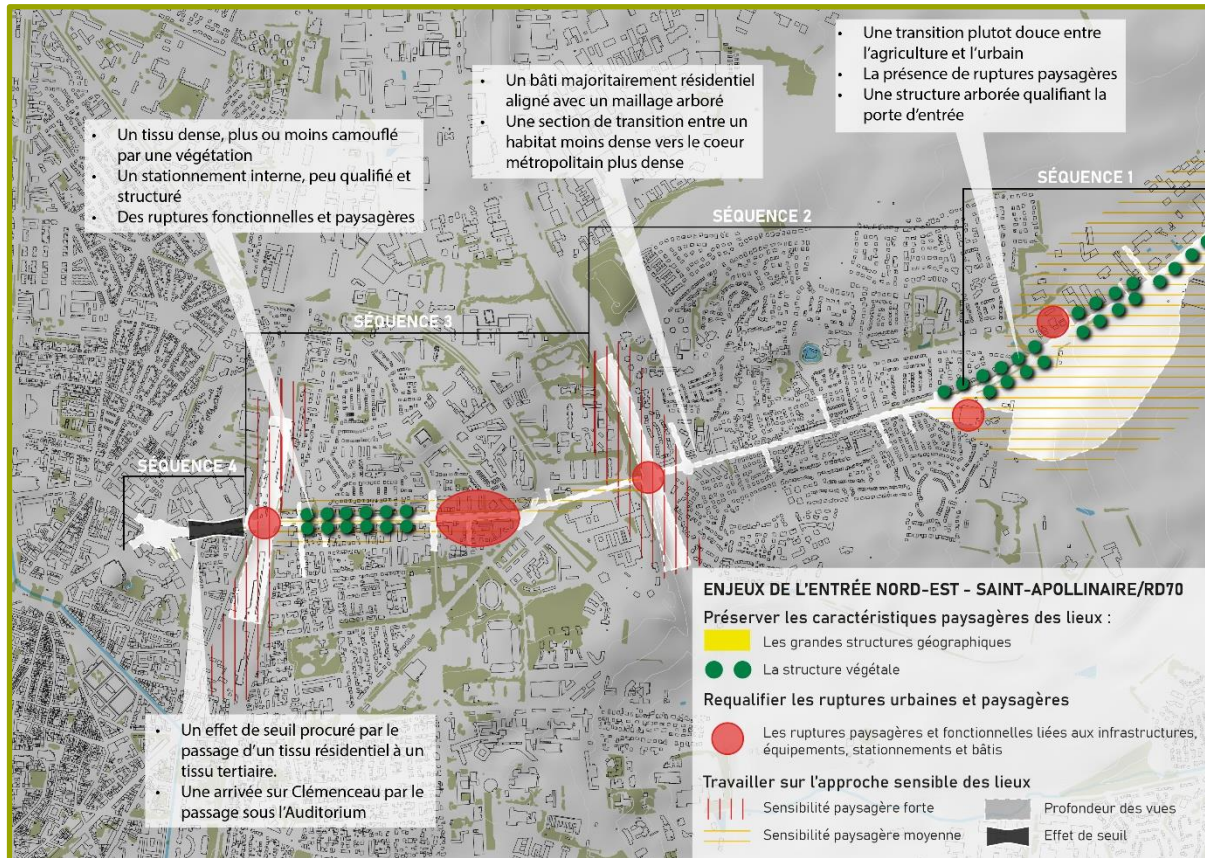 • Une transition plutot douce entre
l'agriculture et l'urbain
• La présence de ruptures paysagères
• Une structure arborée qualifiant la
porte d'entrée
• Un bâti majoritairement résidentiel
aligné avec un maillage arboré
• Une section de transition entre un
habitat moins dense vers le coeur
métropolitain plus dense
• Un tissu dense, plus ou moins camouflé
par une végétation
• Un stationnement interne, peu qualifié et
structuré
• Des ruptures fonctionnelles et paysagères
SÉQUENCE 1
SÉQUENCE 2
SÉQUENCE 3
SÉQUENCE 4
• Un effet de seuil procuré par le
passage d'un tissu résidentiel à un
tissu tertiaire.
• Une arrivée sur Clémenceau par le
passage sous l'Auditorium
ENJEUX DE L'ENTRÉE NORD-EST - SAINT-APOLLINAIRE/RD70
Préserver les caractéristiques paysagères des lieux :
Les grandes structures géographiques
La structure végétale
Requalifier les ruptures urbaines et paysagères
Les ruptures paysagères et fonctionnelles liées aux infrastructures,
équipements, stationnements et bâtis
Travailler sur l'approche sensible des lieux
Sensibilité paysagère forte
Profondeur des vues
Sensibilité paysagère moyenne
Effet de seuil